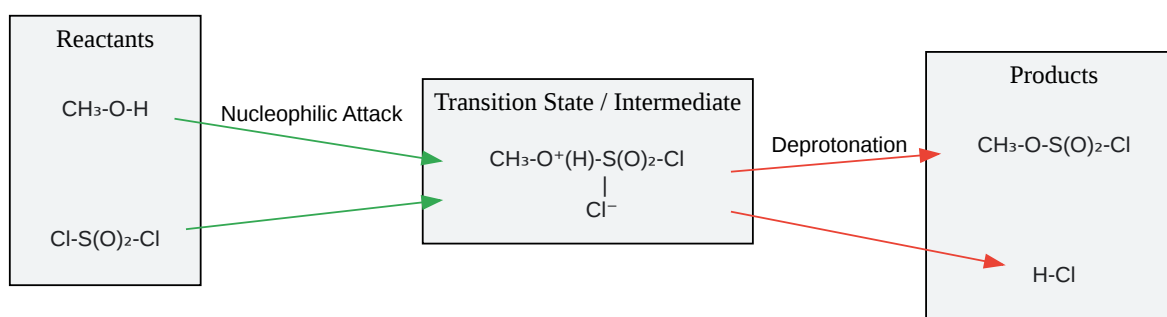 Reactants
CH₃-O-H
Cl-S(O)₂-Cl
Nucleophilic Attack
Transition State / Intermediate
CH₃-O⁺(H)-S(O)₂-Cl
|
Cl⁻
Deprotonation
Products
CH₃-O-S(O)₂-Cl
H-Cl